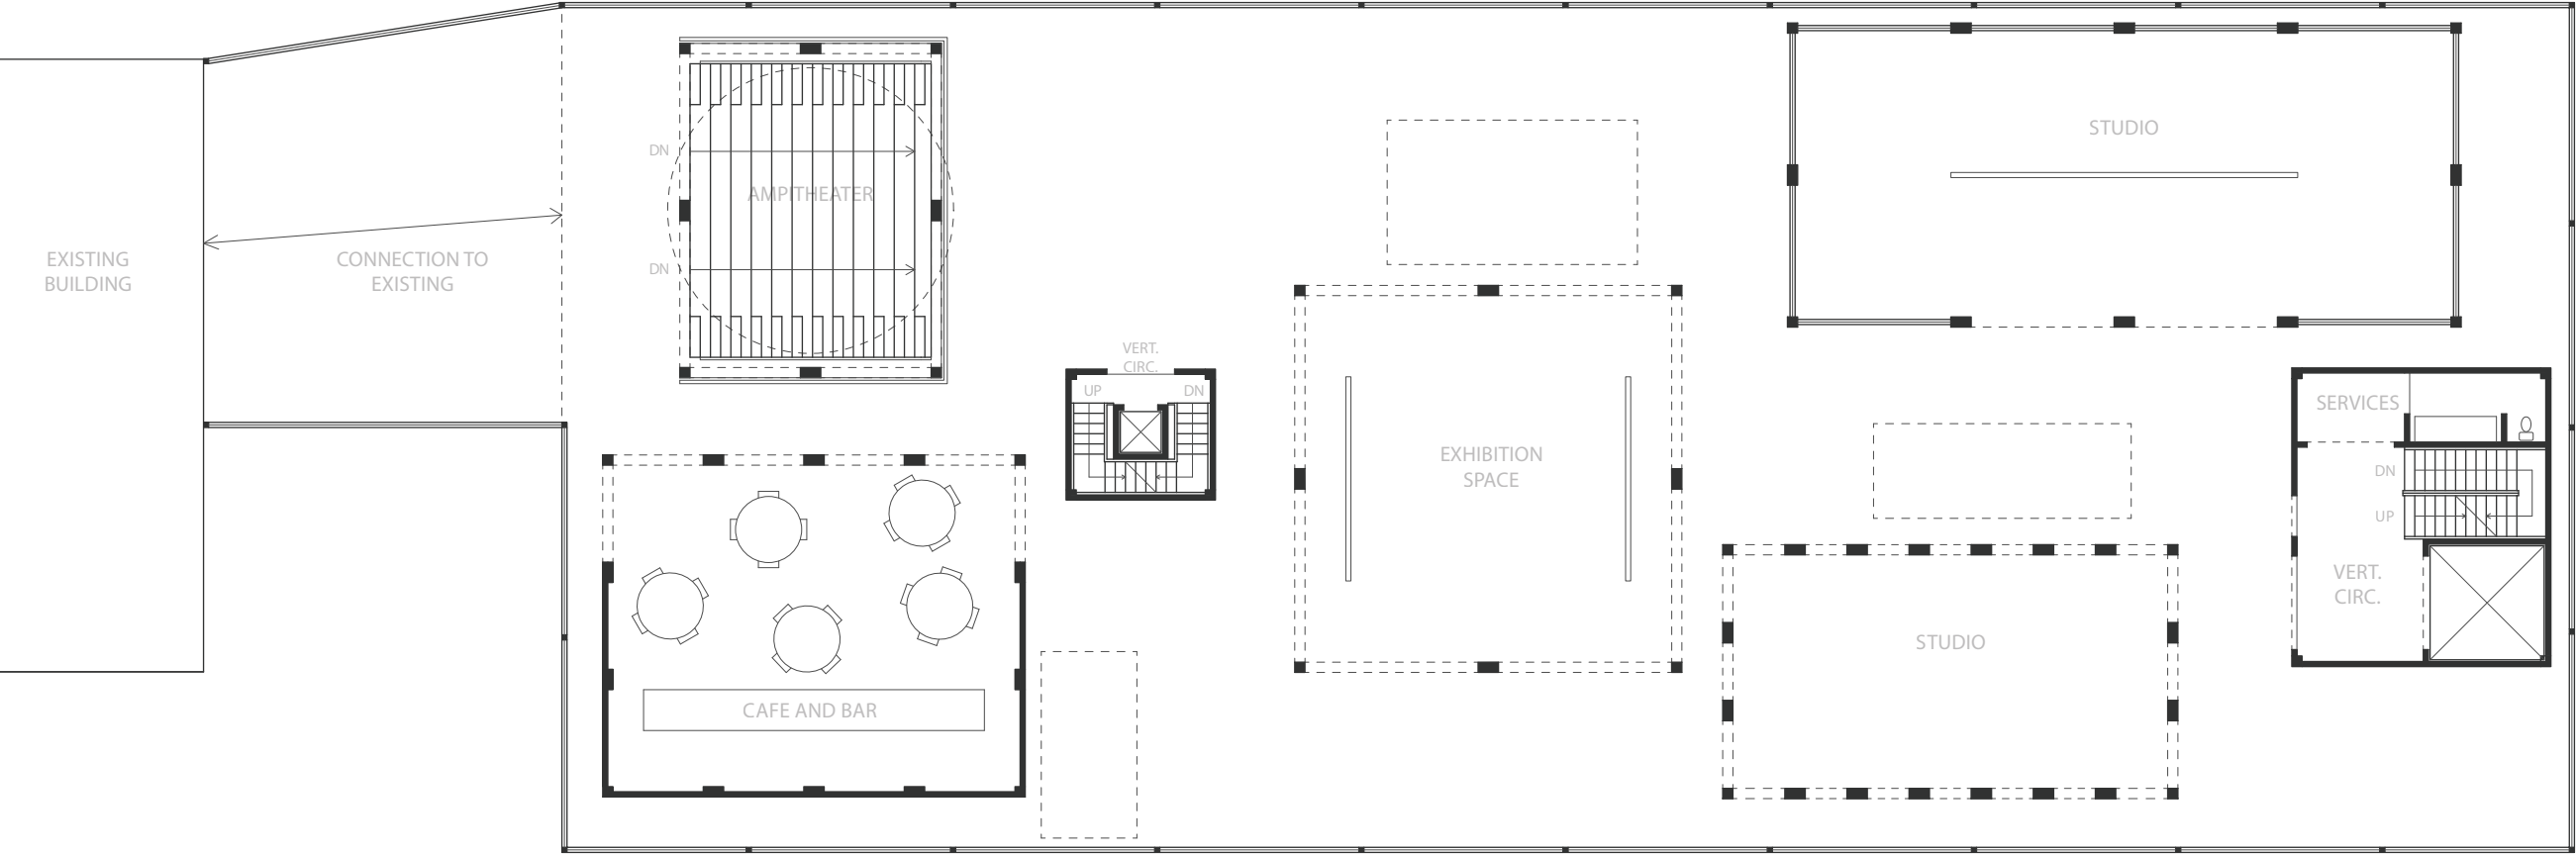 EXISTING
BUILDING
CONNECTION TO
EXISTING
DN
AMPITHEATER
DN
CAFE AND BAR
VERT.
CIRC.
UP
DN
EXHIBITION
SPACE
STUDIO
STUDIO
SERVICES
DN
UP
VERT.
CIRC.